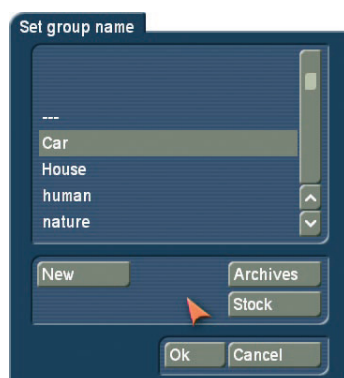 Set group name
---
Car
House
human
nature
New
Archives
Stock
Ok
Cancel